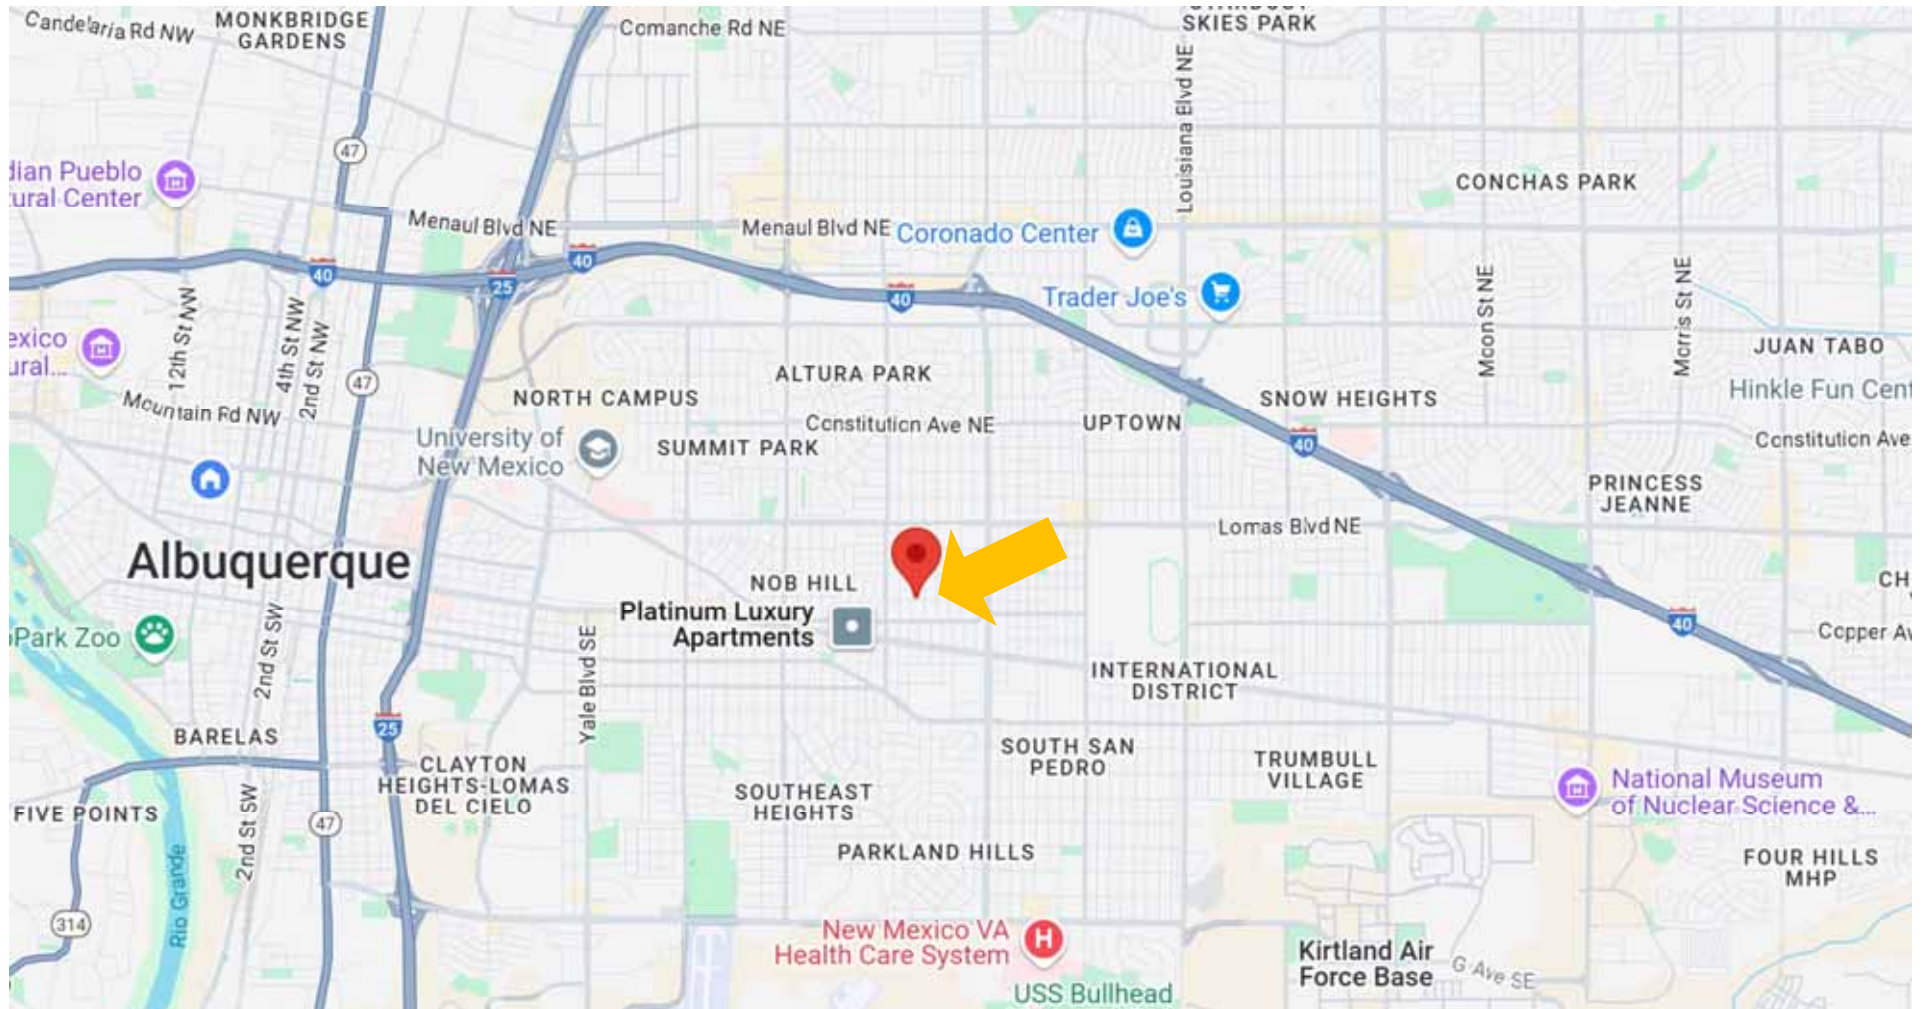 Candelaria Rd NW
MONKBRIDGE
GARDENS
Comanche Rd NE
SKIES PARK
47
Louisiana Blvd NE
dian Pueblo
tural Center
CONCHAS PARK
Menaul Blvd NE
Menaul Blvd NE
Coronado Center
40
40
25
40
Trader Joe's
12th St NW
4th St NW
2nd St NW
Moon St NE
Morris St NE
exico
ural...
JUAN TABO
Hinkle Fun Cent
47
ALTURA PARK
Mountain Rd NW
NORTH CAMPUS
SNOW HEIGHTS
Constitution Ave NE
UPTOWN
University of
New Mexico
SUMMIT PARK
40
Constitution Ave
PRINCESS
JEANNE
Lomas Blvd NE
Albuquerque
NOB HILL
CH
Platinum Luxury
Apartments
40
Copper Av
oPark Zoo
2nd St SW
Yale Blvd SE
INTERNATIONAL
DISTRICT
25
BARELAS
SOUTH SAN
PEDRO
TRUMBULL
VILLAGE
CLAYTON
HEIGHTS-LOMAS
DEL CIELO
National Museum
of Nuclear Science &...
SOUTHEAST
HEIGHTS
FIVE POINTS
47
2nd St SW
PARKLAND HILLS
FOUR HILLS
MHP
Rio Grande
314
New Mexico VA
Health Care System
H
Kirtland Air
Force Base
G Ave SE
USS Bullhead